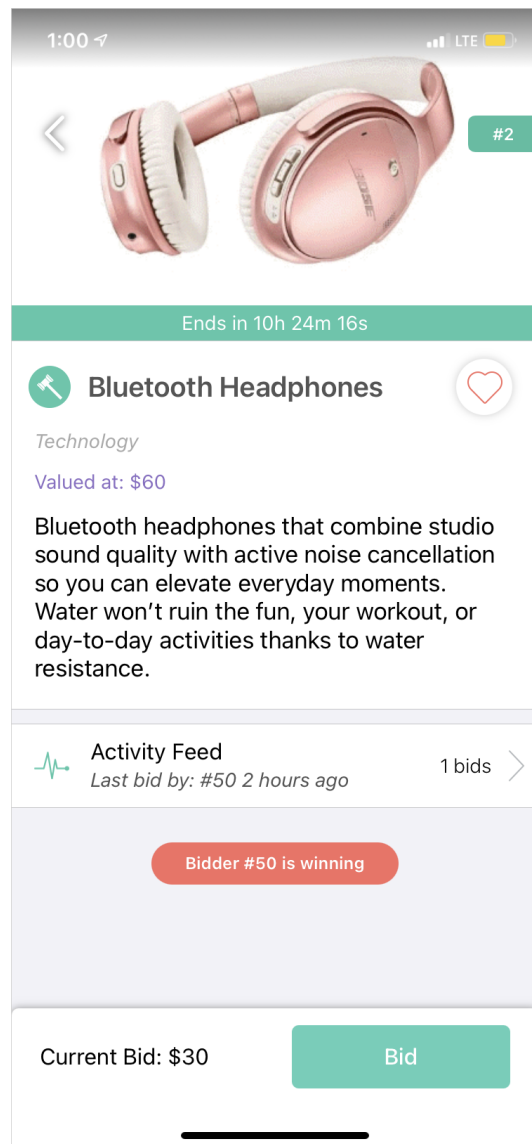 1:00
LTE
#2
BOSE
Ends in 10h 24m 16s
Bluetooth Headphones
Technology
Valued at: $60
Bluetooth headphones that combine studio
sound quality with active noise cancellation
so you can elevate everyday moments.
Water won’t ruin the fun, your workout, or
day-to-day activities thanks to water
resistance.
Activity Feed
1 bids
Last bid by: #50 2 hours ago
Bidder #50 is winning
Current Bid: $30
Bid